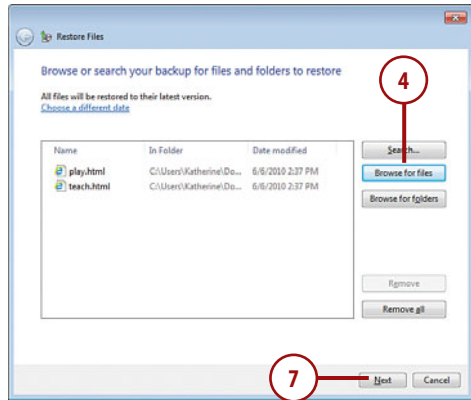 Restore Files
Browse or search your backup for files and folders to restore
All files will be restored to their latest version.
Choose a different date
4
Name In Folder Date modified
play.html C:\Users\Katherine\Do... 6/6/2010 2:37 PM
teach.html C:\Users\Katherine\Do... 6/6/2010 2:37 PM
Search...
Browse for files
Browse for folders
Remove
Remove all
7
Next Cancel